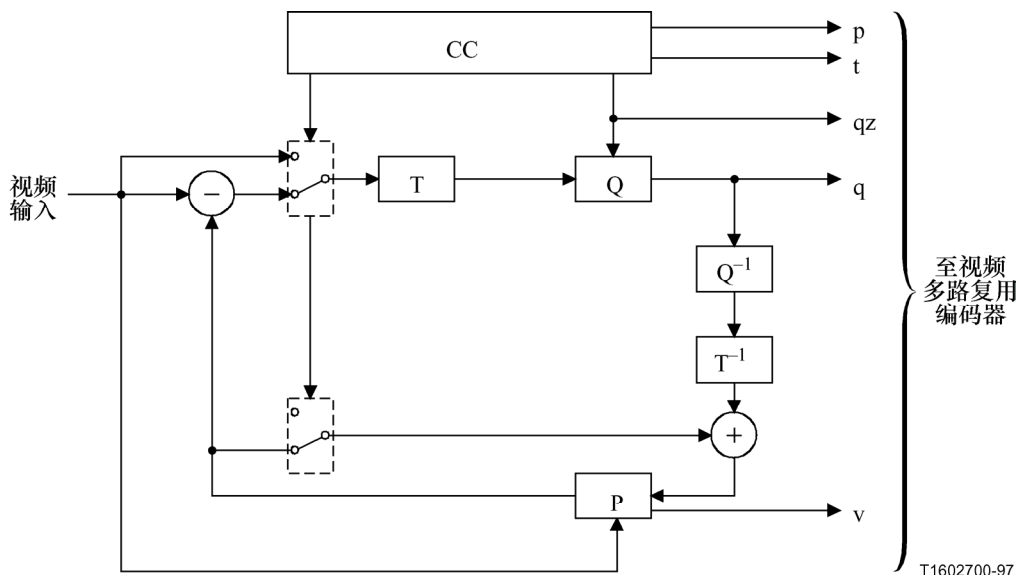 CC
p
t
qz
视频
输入
−
T
Q
q
Q−1
至视频
多路复用
编码器
T−1
+
P
v
T1602700-97